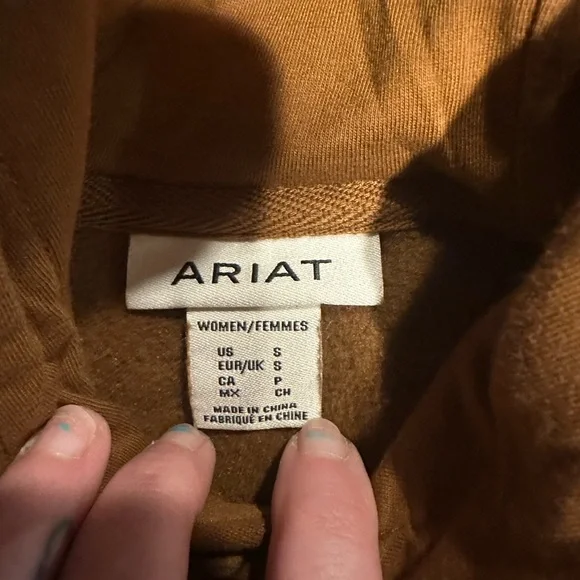 ARIAT
WOMEN/FEMMES
US S
EUR/UK S
CA P
MX CH
MADE IN CHINA
FABRIQUÉ EN CHINE